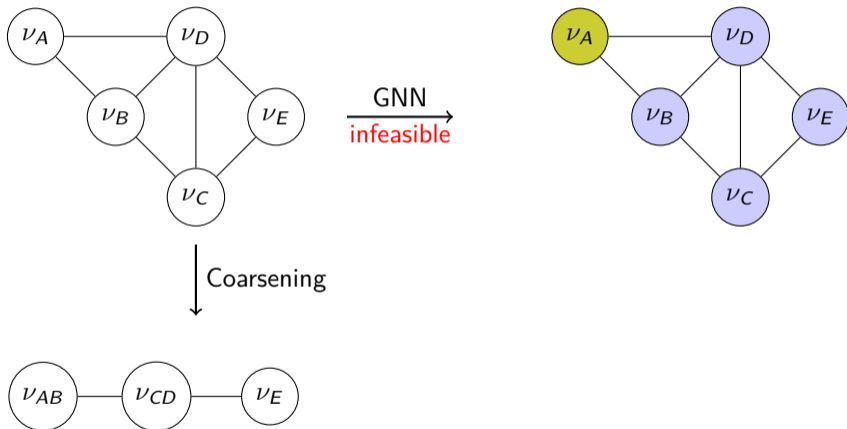 ν_A ν_D ν_A ν_D
ν_B ν_E GNN infeasible ν_B ν_E
ν_C ν_C
Coarsening
ν_AB ν_CD ν_E